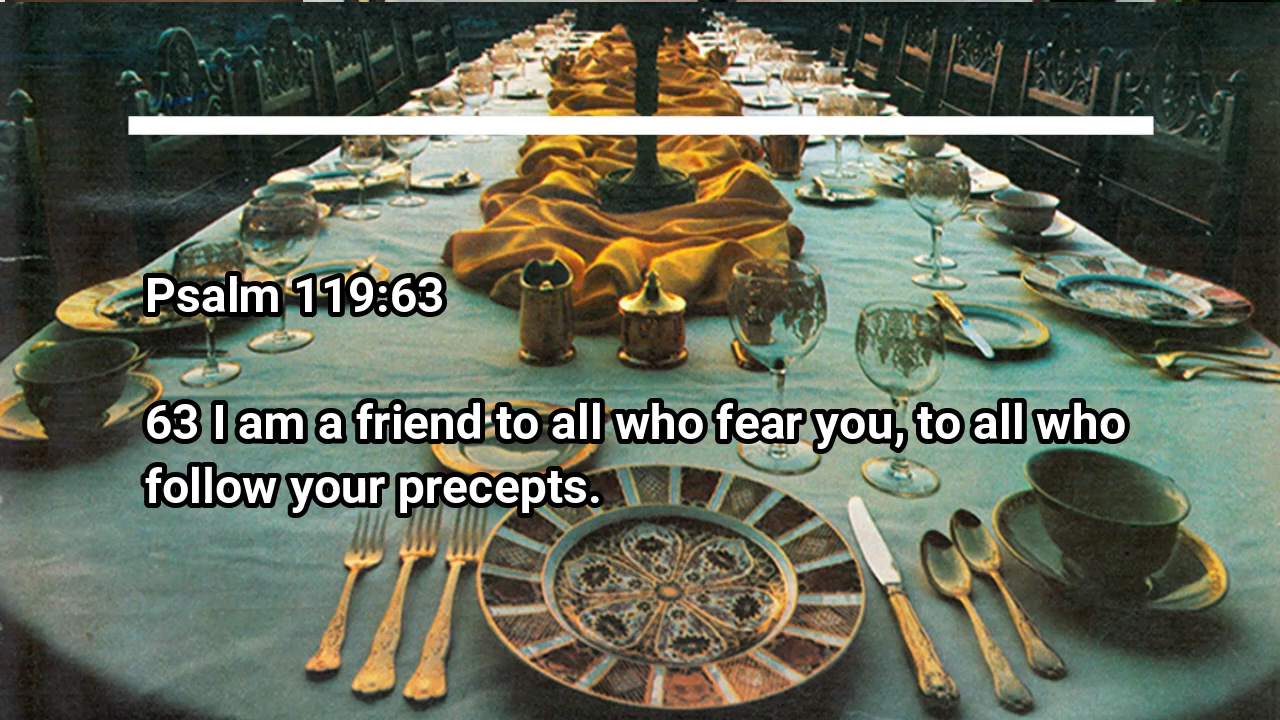 Psalm 119:63
63 I am a friend to all who fear you, to all who
follow your precepts.